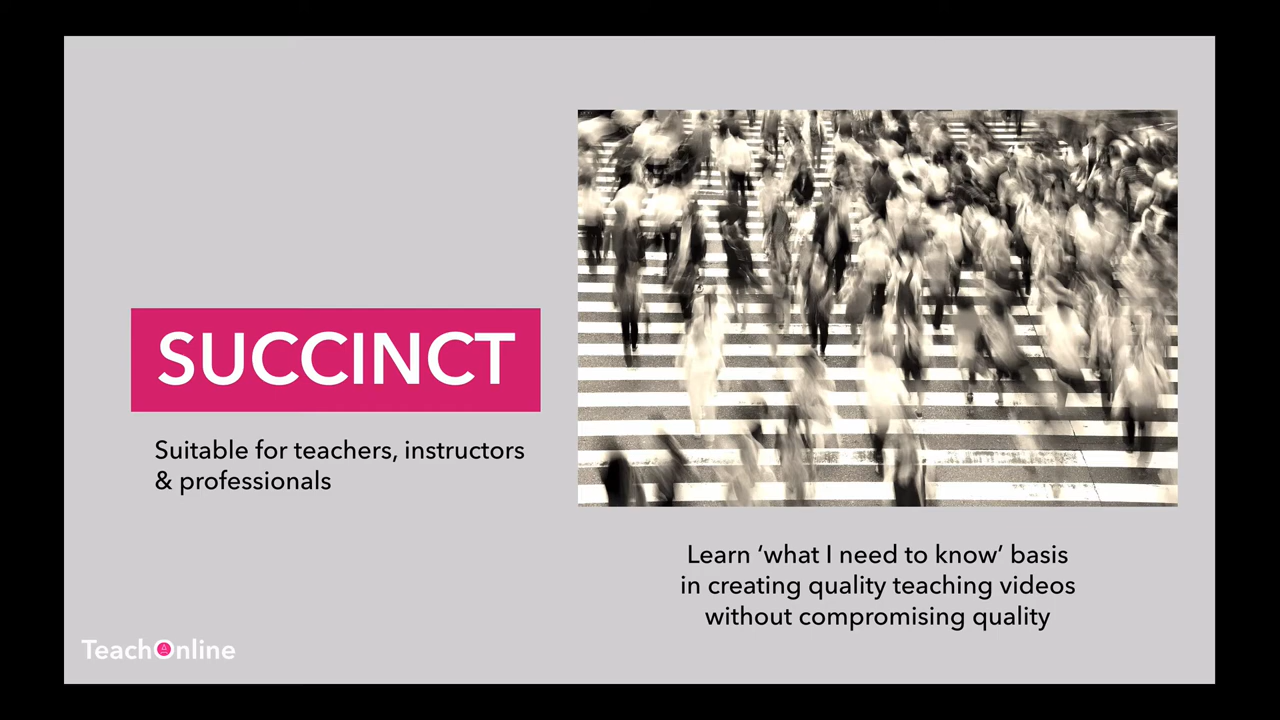 SUCCINCT
Suitable for teachers, instructors
& professionals
Learn ‘what I need to know’ basis
in creating quality teaching videos
without compromising quality
TeachOnline